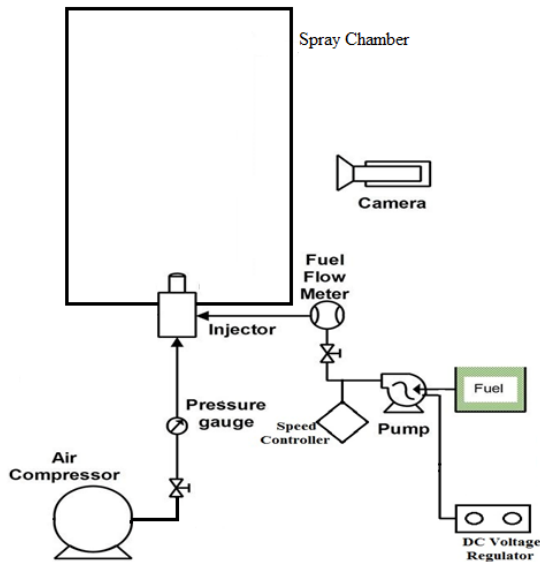 Spray Chamber
Camera
Fuel
Flow
Meter
Injector
Fuel
Pressure
gauge
Speed
Controller
Pump
Air
Compressor
DC Voltage
Regulator